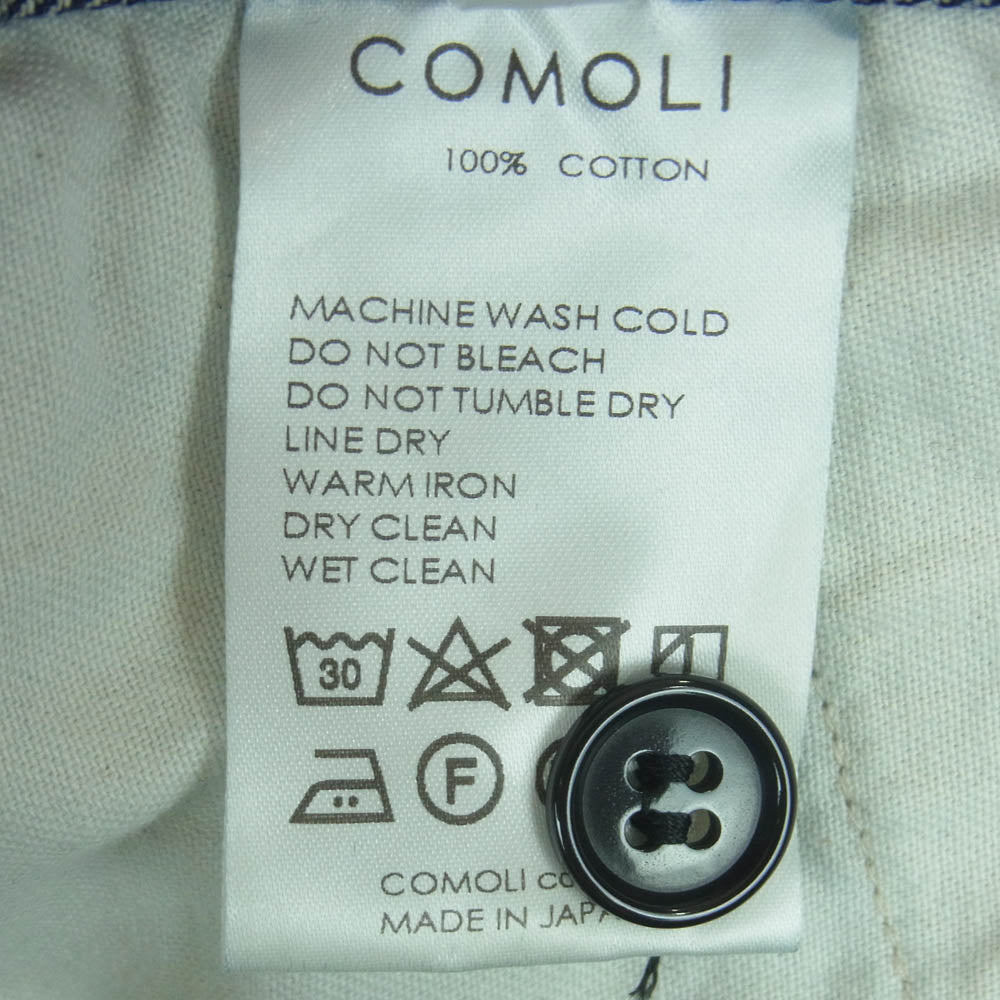 COMOLI
100% COTTON
MACHINE WASH COLD
DO NOT BLEACH
DO NOT TUMBLE DRY
LINE DRY
WARM IRON
DRY CLEAN
WET CLEAN
30
F
COMOLI
MADE IN